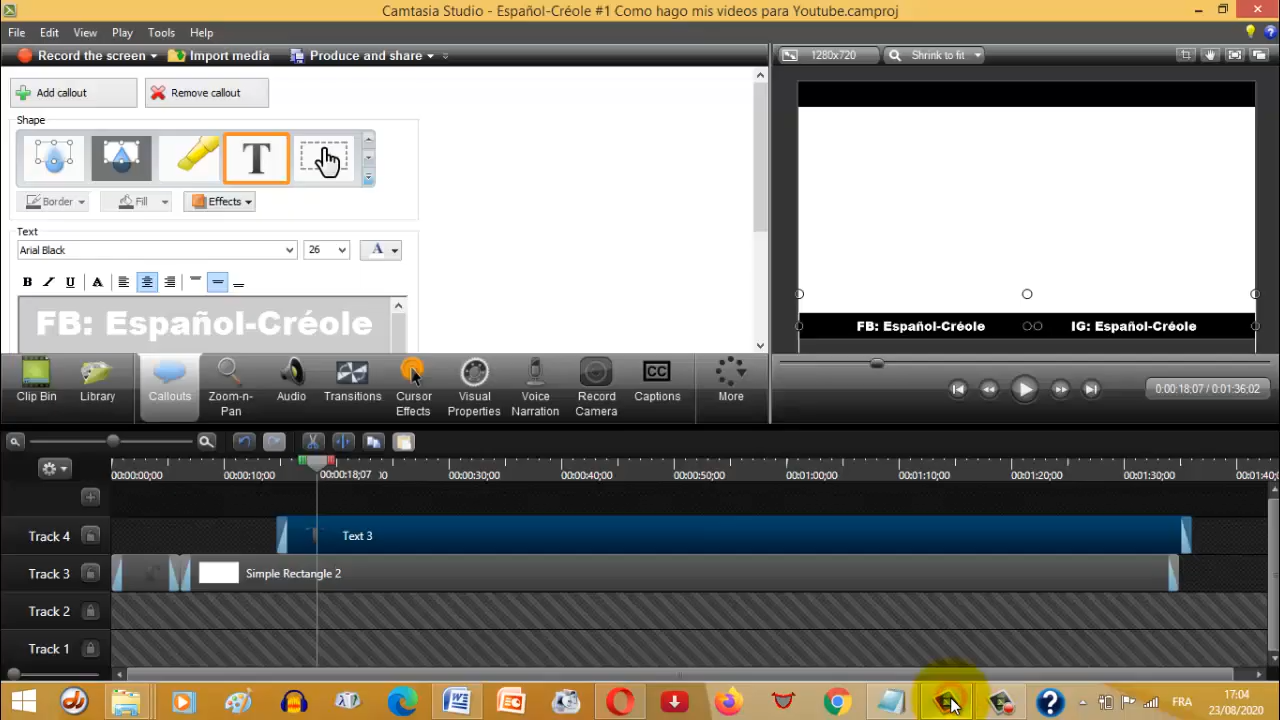 Camtasia Studio - Español-Créole #1 Como hago mis videos para Youtube.camproj
File Edit View Play Tools Help
Record the screen Import media Produce and share
1280x720 Shrink to fit
Add callout Remove callout
Shape
T
Border Fill Effects
Text
Arial Black 26 A
B I U A
FB: Español-Créole
FB: Español-Créole IG: Español-Créole
Clip Bin Library Callouts Zoom-n-Pan Audio Transitions Cursor Effects Visual Properties Voice Narration Record Camera CC Captions More
0:00:18;07 / 0:01:36;02
00:00:00;00 00:00:10;00 00:00:18;07 ;00 00:00:30;00 00:00:40;00 00:00:50;00 00:01:00;00 00:01:10;00 00:01:20;00 00:01:30;00 00:01:40;0
Track 4 Text 3
Track 3 Simple Rectangle 2
Track 2
Track 1
FR 17:04
23/08/2020